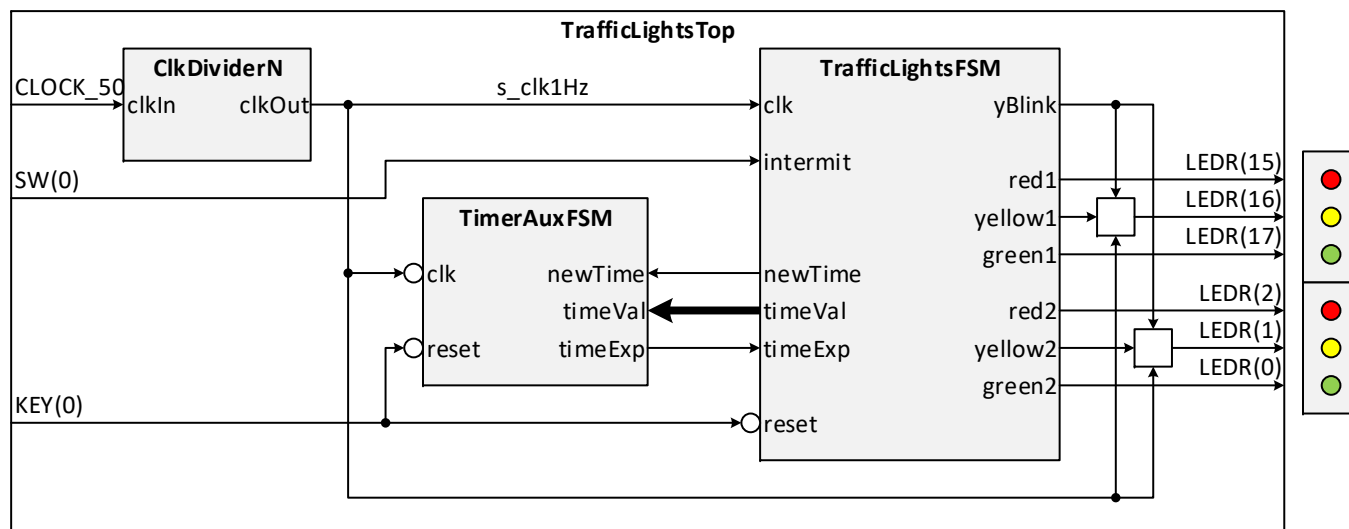 TrafficLightsTop
ClkDividerN
TrafficLightsFSM
CLOCK_50
clkIn
clkOut
s_clk1Hz
clk
yBlink
intermit
SW(0)
red1
LEDR(15)
yellow1
LEDR(16)
green1
LEDR(17)
TimerAuxFSM
clk
newTime
newTime
timeVal
timeVal
red2
LEDR(2)
reset
timeExp
timeExp
yellow2
LEDR(1)
green2
LEDR(0)
KEY(0)
reset